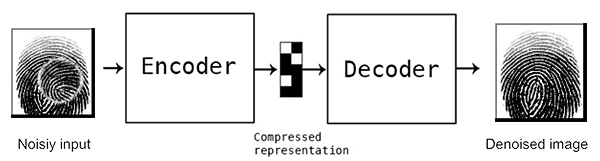 Encoder
Decoder
Noisiy input
Compressed
representation
Denoised image